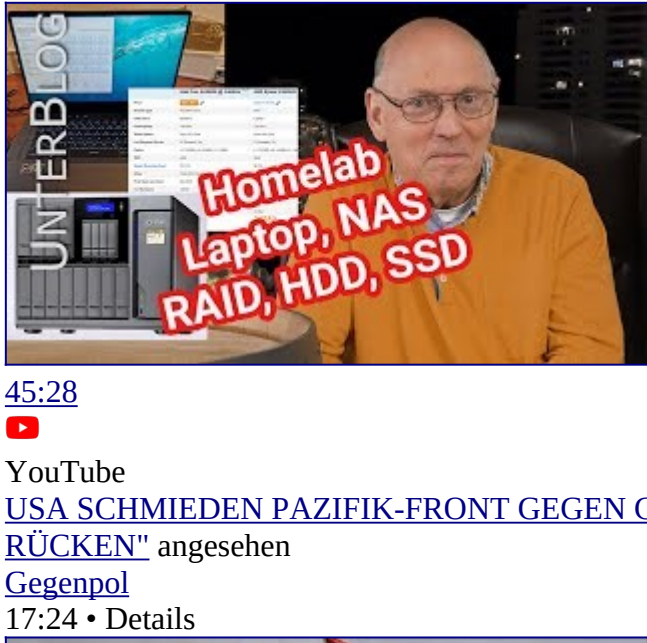 UNTERBLOG
Homelab
Laptop, NAS
RAID, HDD, SSD
45:28
YouTube
USA SCHMIEDEN PAZIFIK-FRONT GEGEN
RÜCKEN" angesehen
Gegenpol
17:24 • Details